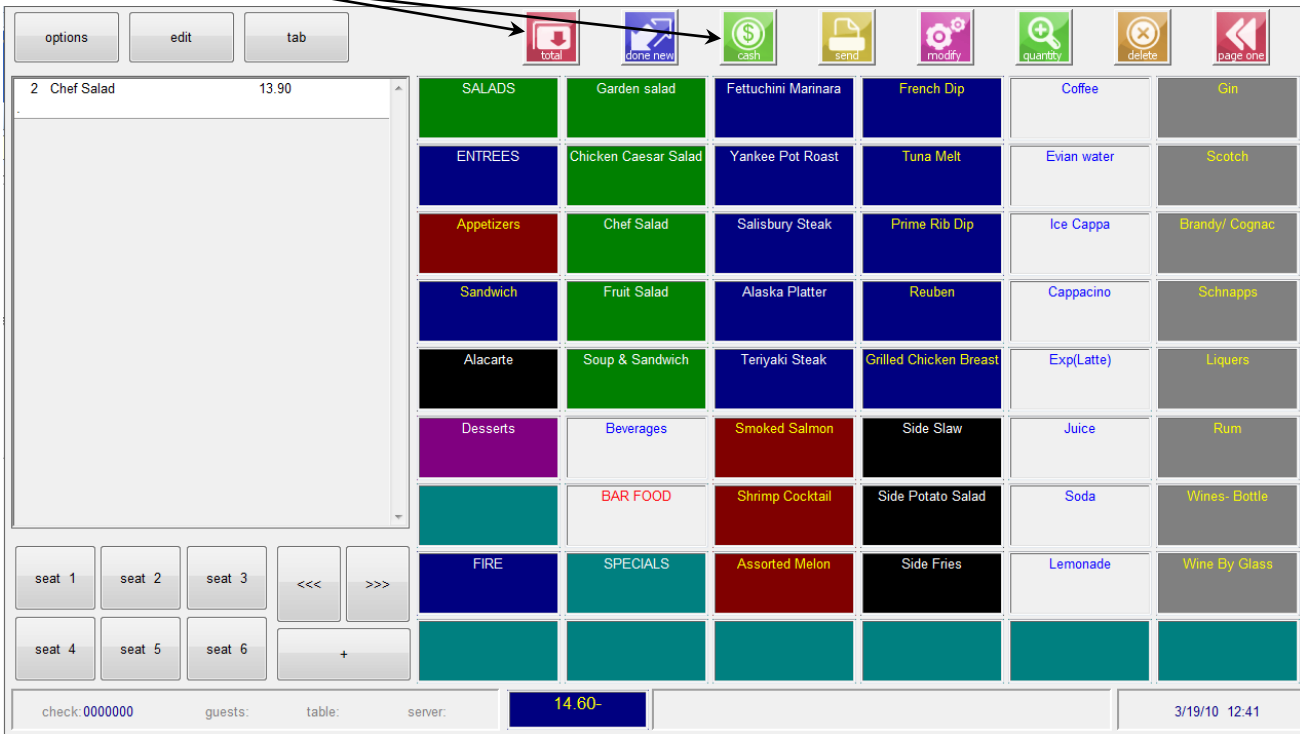 options edit tab
total done new cash send modify quantity delete page one
2 Chef Salad 13.90
.
SALADS Garden salad Fettuchini Marinara French Dip Coffee Gin
ENTREES Chicken Caesar Salad Yankee Pot Roast Tuna Melt Evian water Scotch
Appetizers Chef Salad Salisbury Steak Prime Rib Dip Ice Cappa Brandy/ Cognac
Sandwich Fruit Salad Alaska Platter Reuben Cappacino Schnapps
Alacarte Soup & Sandwich Teriyaki Steak Grilled Chicken Breast Exp(Latte) Liquers
Desserts Beverages Smoked Salmon Side Slaw Juice Rum
BAR FOOD Shrimp Cocktail Side Potato Salad Soda Wines- Bottle
FIRE SPECIALS Assorted Melon Side Fries Lemonade Wine By Glass
seat 1 seat 2 seat 3 <<< >>>
seat 4 seat 5 seat 6 +
check: 0000000 guests: table: server: 14.60- 3/19/10 12:41